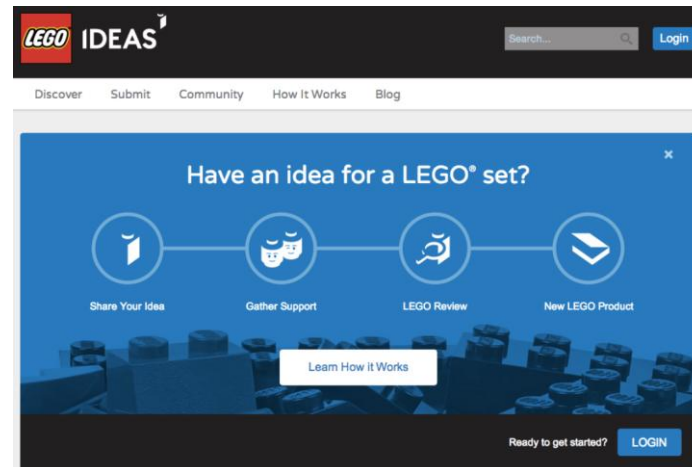 LEGO IDEAS
Search...
Login
Discover Submit Community How It Works Blog
Have an idea for a LEGO® set?
×
Share Your Idea Gather Support LEGO Review New LEGO Product
Learn How it Works
Ready to get started? LOGIN